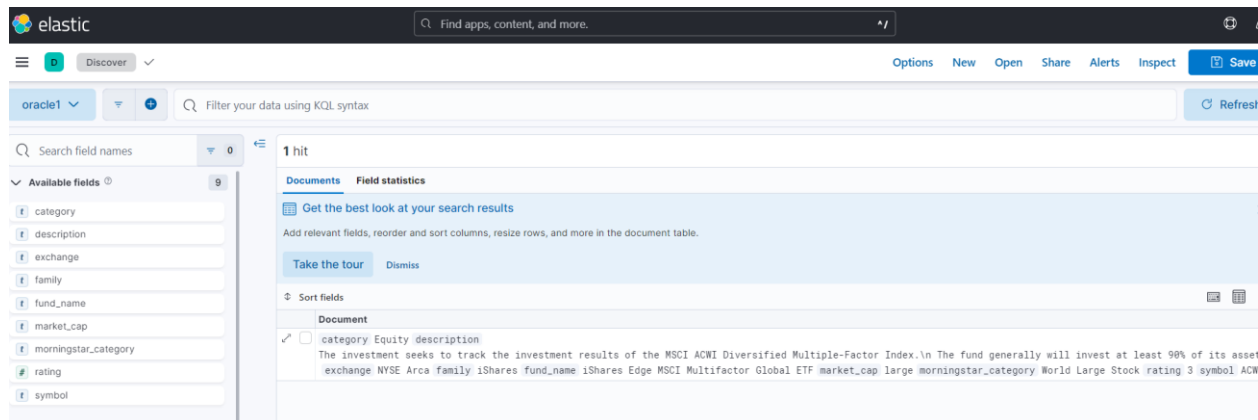 elastic
Find apps, content, and more.
^/
D
Discover
Options New Open Share Alerts Inspect Save
oracle1
Filter your data using KQL syntax
Refresh
Search field names
0
1 hit
Available fields
9
Documents Field statistics
t category
t description
t exchange
t family
t fund_name
t market_cap
t morningstar_category
# rating
t symbol
Get the best look at your search results
Add relevant fields, reorder and sort columns, resize rows, and more in the document table.
Take the tour Dismiss
Sort fields
Document
category Equity description
The investment seeks to track the investment results of the MSCI ACWI Diversified Multiple-Factor Index.\n The fund generally will invest at least 90% of its asset
exchange NYSE Arca family iShares fund_name iShares Edge MSCI Multifactor Global ETF market_cap large morningstar_category World Large Stock rating 3 symbol ACW